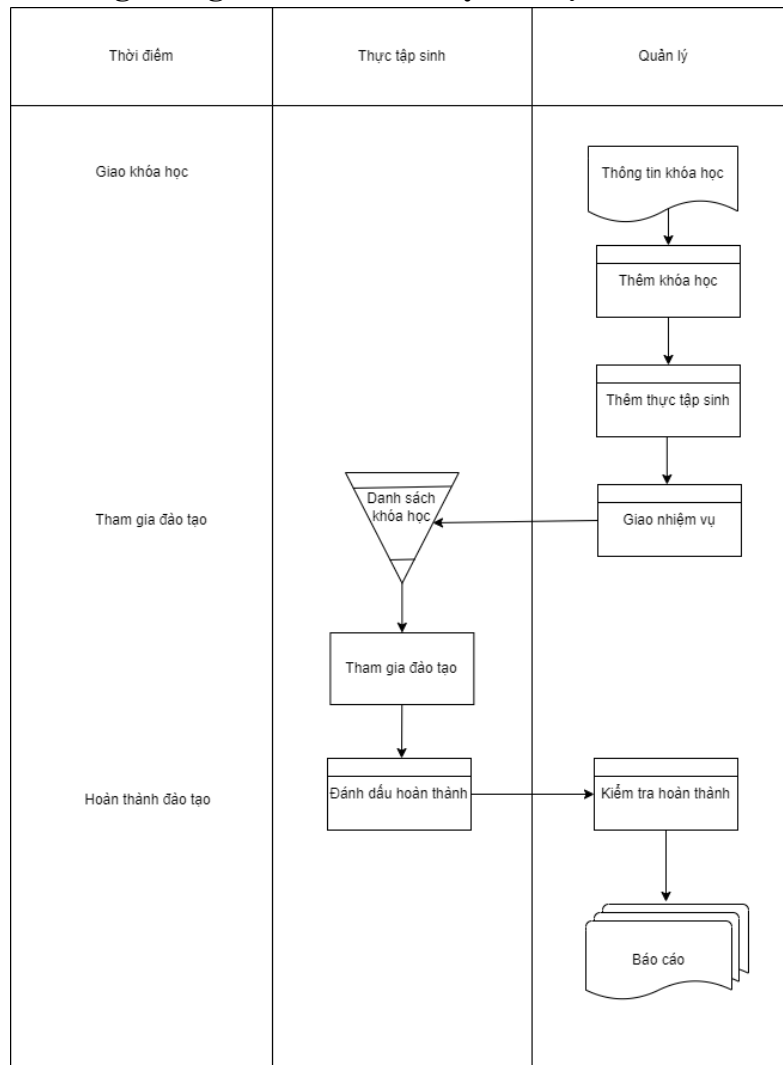 Thời điểm
Thực tập sinh
Quản lý
Giao khóa học
Thông tin khóa học
Thêm khóa học
Thêm thực tập sinh
Tham gia đào tạo
Danh sách
khóa học
Giao nhiệm vụ
Tham gia đào tạo
Hoàn thành đào tạo
Đánh dấu hoàn thành
Kiểm tra hoàn thành
Báo cáo